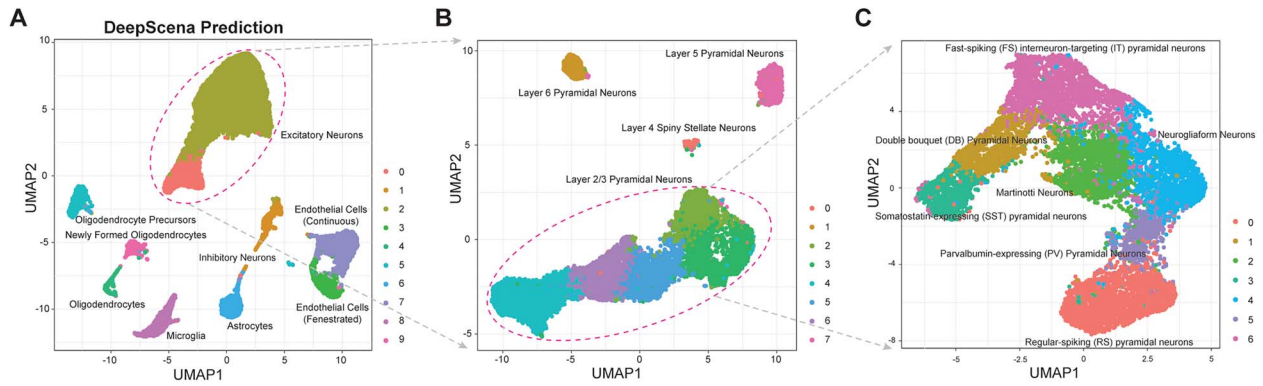 A
DeepScena Prediction
10
5
0
-5
-10
UMAP2
-10
-5
0
5
10
UMAP1
Excitatory Neurons
Oligodendrocyte Precursors
Newly Formed Oligodendrocytes
Oligodendrocytes
Microglia
Inhibitory Neurons
Astrocytes
Endothelial Cells
(Continuous)
Endothelial Cells
(Fenestrated)
0
1
2
3
4
5
6
7
8
9
B
10
5
0
-5
UMAP2
-10
-5
0
5
10
UMAP1
Layer 5 Pyramidal Neurons
Layer 6 Pyramidal Neurons
Layer 4 Spiny Stellate Neurons
Layer 2/3 Pyramidal Neurons
0
1
2
3
4
5
6
7
C
4
0
-4
-8
UMAP2
-5
-2.5
0
2.5
5
UMAP1
Fast-spiking (FS) interneuron-targeting (IT) pyramidal neurons
Double bouquet (DB) Pyramidal Neurons
Neurogliaform Neurons
Martinotti Neurons
Somatostatin-expressing (SST) pyramidal neurons
Parvalbumin-expressing (PV) Pyramidal Neurons
Regular-spiking (RS) pyramidal neurons
0
1
2
3
4
5
6